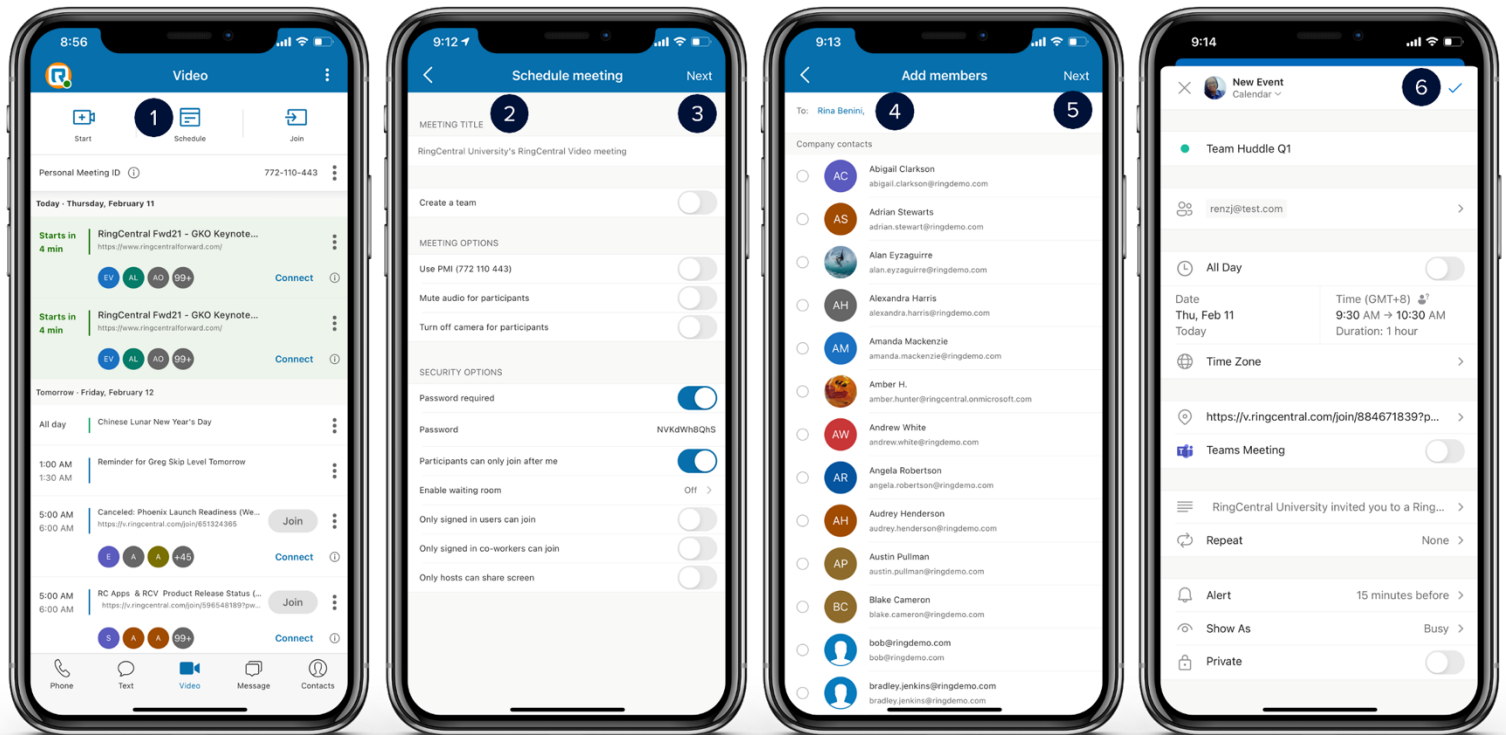 8:56
Video
1
Start
Schedule
Join
Personal Meeting ID
772-110-443
Today - Thursday, February 11
Starts in
4 min
RingCentral Fwd21 - GKO Keynote...
https://www.ringcentralforward.com/
EV AL AO 99+
Connect
Starts in
4 min
RingCentral Fwd21 - GKO Keynote...
https://www.ringcentralforward.com/
EV AL AO 99+
Connect
Tomorrow - Friday, February 12
All day
Chinese Lunar New Year's Day
1:00 AM
1:30 AM
Reminder for Greg Skip Level Tomorrow
5:00 AM
6:00 AM
Canceled: Phoenix Launch Readiness (We...
https://v.ringcentral.com/join/651324365
Join
E A A +45
Connect
5:00 AM
6:00 AM
RC Apps & RCV Product Release Status (...
https://v.ringcentral.com/join/596548189?pw...
Join
S A A 99+
Connect
Phone
Text
Video
Message
Contacts
9:12
Schedule meeting
Next
2
3
MEETING TITLE
RingCentral University's RingCentral Video meeting
Create a team
MEETING OPTIONS
Use PMI (772 110 443)
Mute audio for participants
Turn off camera for participants
SECURITY OPTIONS
Password required
Password
NVKdWh8QhS
Participants can only join after me
Enable waiting room
Off
Only signed in users can join
Only signed in co-workers can join
Only hosts can share screen
9:13
Add members
Next
To: Rina Benini,
4
5
Company contacts
AC
Abigail Clarkson
abigail.clarkson@ringdemo.com
AS
Adrian Stewarts
adrian.stewart@ringdemo.com
Alan Eyzaguirre
alan.eyzaguirre@ringdemo.com
AH
Alexandra Harris
alexandra.harris@ringdemo.com
AM
Amanda Mackenzie
amanda.mackenzie@ringdemo.com
Amber H.
amber.hunter@ringcentral.onmicrosoft.com
AW
Andrew White
andrew.white@ringdemo.com
AR
Angela Robertson
angela.robertson@ringdemo.com
AH
Audrey Henderson
audrey.henderson@ringdemo.com
AP
Austin Pullman
austin.pullman@ringdemo.com
BC
Blake Cameron
blake.cameron@ringdemo.com
bob@ringdemo.com
bob@ringdemo.com
bradley.jenkins@ringdemo.com
bradley.jenkins@ringdemo.com
9:14
New Event
Calendar
6
Team Huddle Q1
renzj@test.com
All Day
Date
Thu, Feb 11
Today
Time (GMT+8)
9:30 AM → 10:30 AM
Duration: 1 hour
Time Zone
https://v.ringcentral.com/join/884671839?p...
Teams Meeting
RingCentral University invited you to a Ring...
Repeat
None
Alert
15 minutes before
Show As
Busy
Private